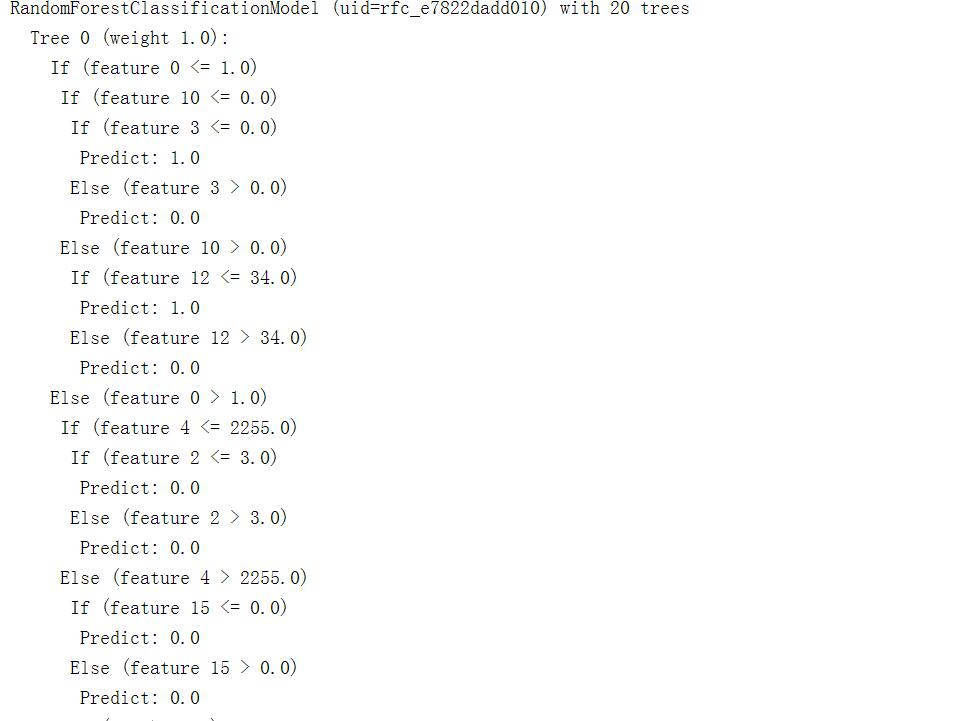 RandomForestClassificationModel (uid=rfc_e7822dadd010) with 20 trees
  Tree 0 (weight 1.0):
    If (feature 0 <= 1.0)
     If (feature 10 <= 0.0)
      If (feature 3 <= 0.0)
       Predict: 1.0
      Else (feature 3 > 0.0)
       Predict: 0.0
     Else (feature 10 > 0.0)
      If (feature 12 <= 34.0)
       Predict: 1.0
      Else (feature 12 > 34.0)
       Predict: 0.0
    Else (feature 0 > 1.0)
     If (feature 4 <= 2255.0)
      If (feature 2 <= 3.0)
       Predict: 0.0
      Else (feature 2 > 3.0)
       Predict: 0.0
     Else (feature 4 > 2255.0)
      If (feature 15 <= 0.0)
       Predict: 0.0
      Else (feature 15 > 0.0)
       Predict: 0.0